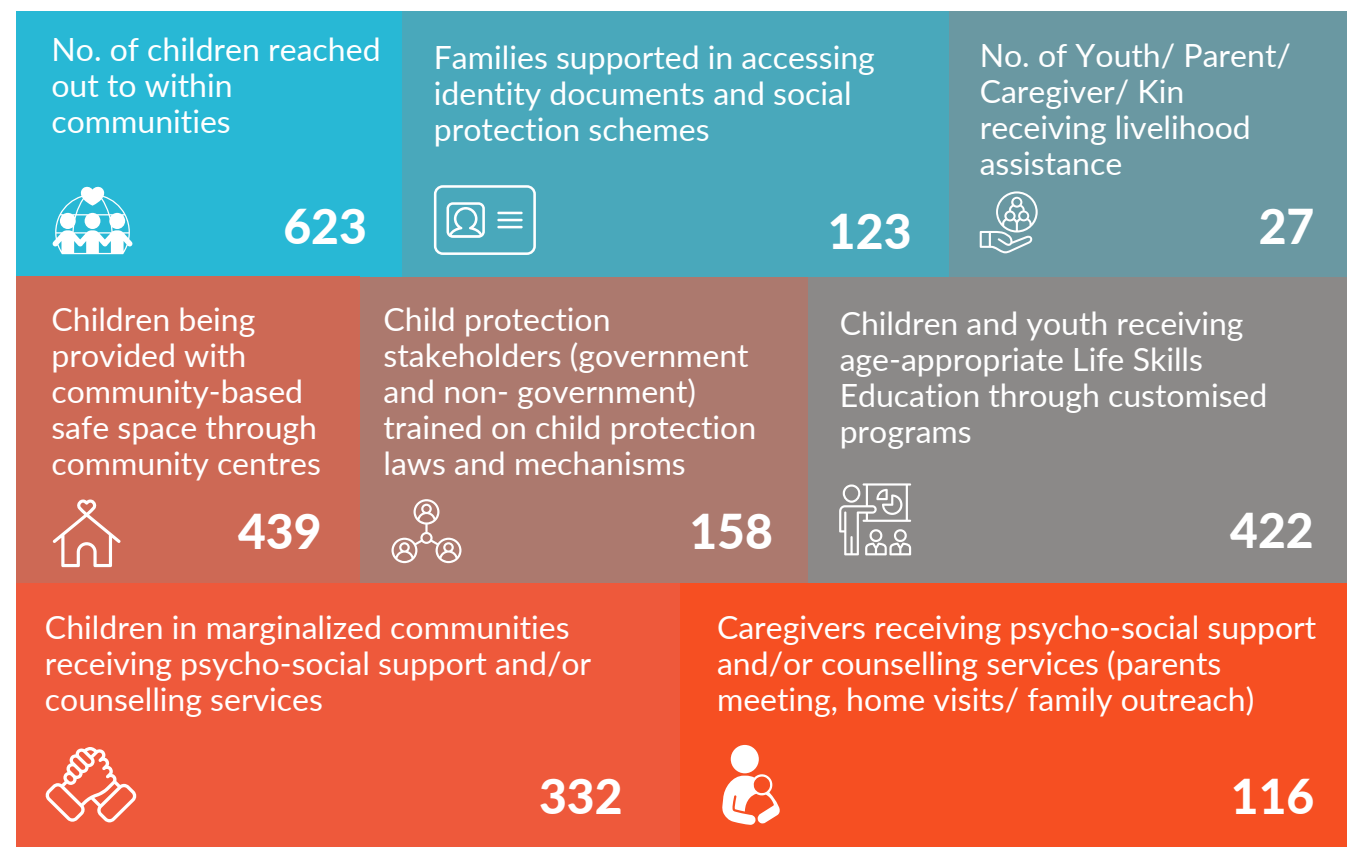 No. of children reached
out to within
communities
623
Families supported in accessing
identity documents and social
protection schemes
123
No. of Youth/ Parent/
Caregiver/ Kin
receiving livelihood
assistance
27
Children being
provided with
community-based
safe space through
community centres
439
Child protection
stakeholders (government
and non- government)
trained on child protection
laws and mechanisms
158
Children and youth receiving
age-appropriate Life Skills
Education through customised
programs
422
Children in marginalized communities
receiving psycho-social support and/or
counselling services
332
Caregivers receiving psycho-social support
and/or counselling services (parents
meeting, home visits/ family outreach)
116